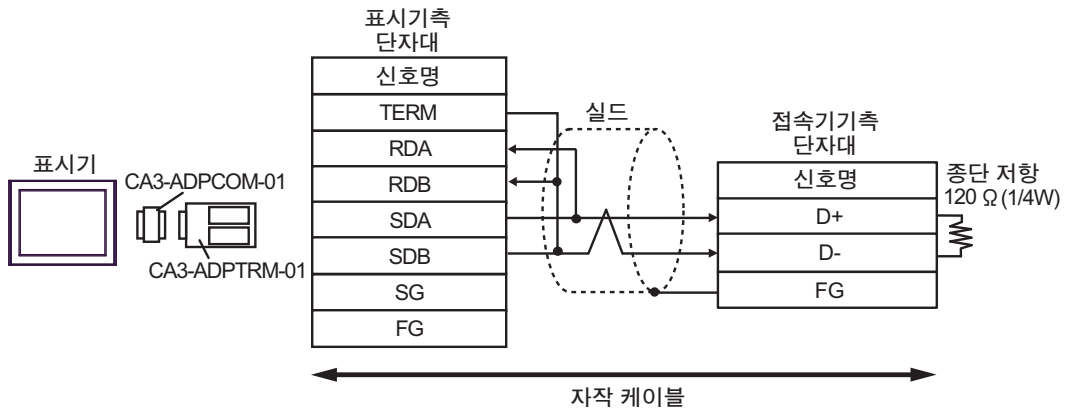 표시기
CA3-ADPCOM-01
CA3-ADPTRM-01
표시기측
단자대
신호명
TERM
RDA
RDB
SDA
SDB
SG
FG
실드
접속기기측
단자대
신호명
D+
D-
FG
종단 저항
120 Ω (1/4W)
자작 케이블